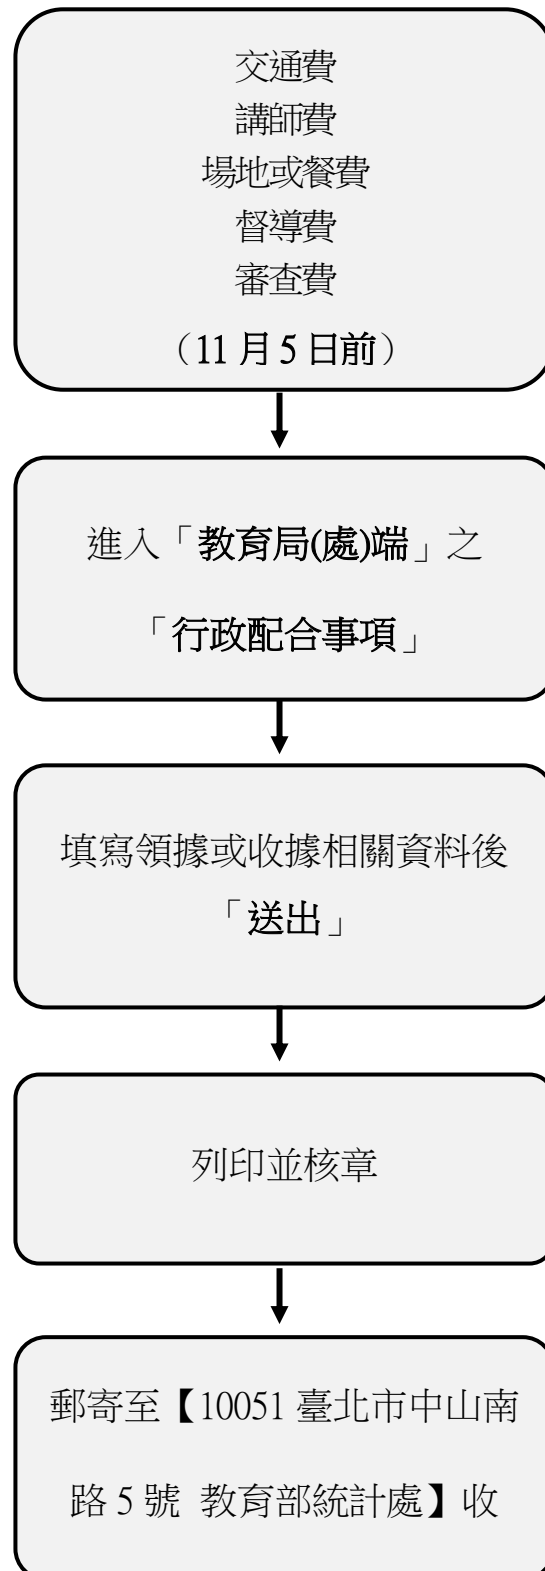 交通費
講師費
場地或餐費
督導費
審查費
（11 月 5 日前）
進入「教育局(處)端」之
「行政配合事項」
填寫領據或收據相關資料後
「送出」
列印並核章
郵寄至【10051 臺北市中山南
路 5 號 教育部統計處】收